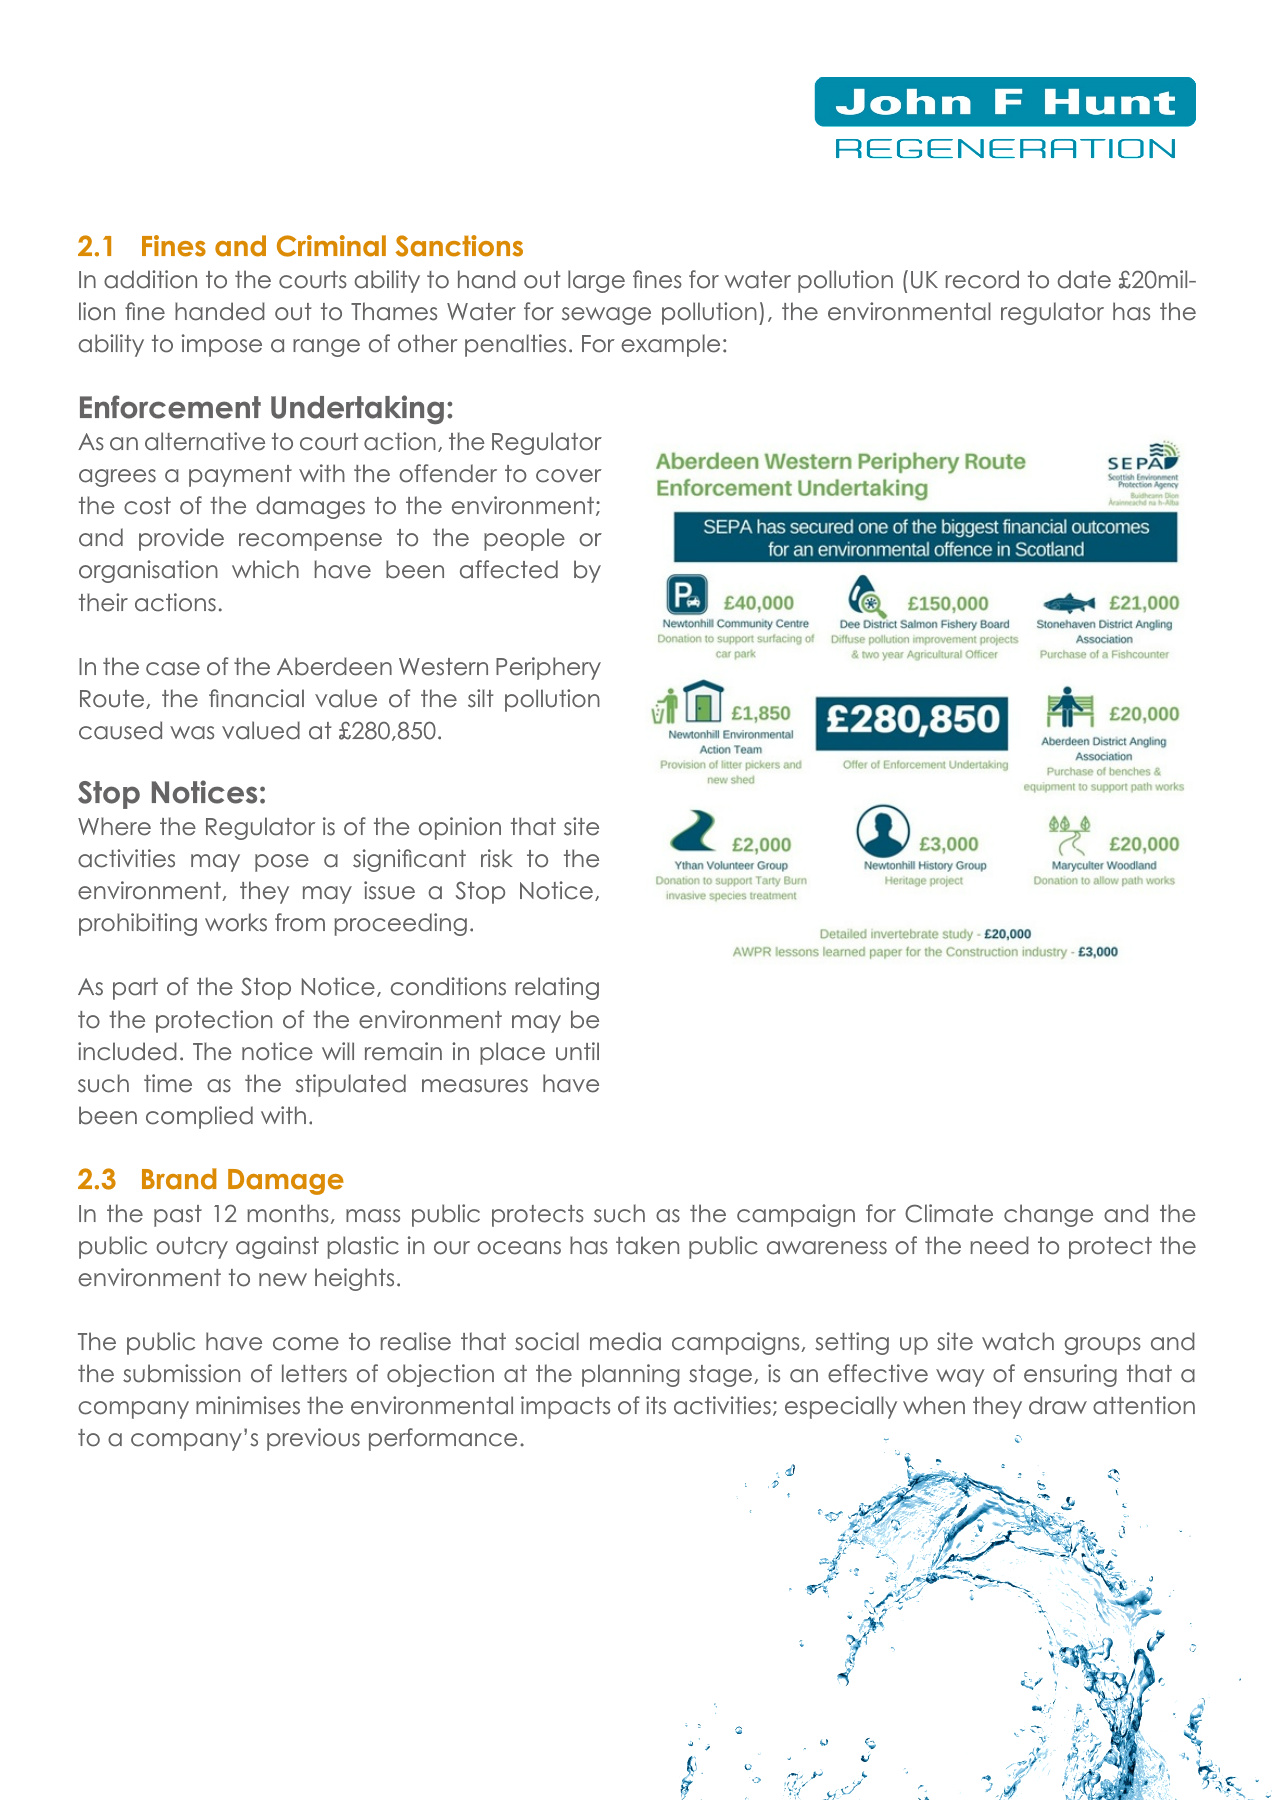 John F Hunt
REGENERATION
2.1 Fines and Criminal Sanctions
In addition to the courts ability to hand out large fines for water pollution (UK record to date £20mil-
lion fine handed out to Thames Water for sewage pollution), the environmental regulator has the
ability to impose a range of other penalties. For example:
Enforcement Undertaking:
As an alternative to court action, the Regulator
agrees a payment with the offender to cover
the cost of the damages to the environment;
and provide recompense to the people or
organisation which have been affected by
their actions.
In the case of the Aberdeen Western Periphery
Route, the financial value of the silt pollution
caused was valued at £280,850.
Stop Notices:
Where the Regulator is of the opinion that site
activities may pose a significant risk to the
environment, they may issue a Stop Notice,
prohibiting works from proceeding.
As part of the Stop Notice, conditions relating
to the protection of the environment may be
included. The notice will remain in place until
such time as the stipulated measures have
been complied with.
Aberdeen Western Periphery Route
Enforcement Undertaking
SEPA
Scottish Environment
Protection Agency
Buidheann Dìon
Àrainneachd na h-Alba
SEPA has secured one of the biggest financial outcomes
for an environmental offence in Scotland
£40,000
Newtonhill Community Centre
Donation to support surfacing of
car park
£150,000
Dee District Salmon Fishery Board
Diffuse pollution improvement projects
& two year Agricultural Officer
£21,000
Stonehaven District Angling
Association
Purchase of a Fishcounter
£1,850
Newtonhill Environmental
Action Team
Provision of litter pickers and
new shed
£280,850
Offer of Enforcement Undertaking
£20,000
Aberdeen District Angling
Association
Purchase of benches &
equipment to support path works
£2,000
Ythan Volunteer Group
Donation to support Tarty Burn
invasive species treatment
£3,000
Newtonhill History Group
Heritage project
£20,000
Maryculter Woodland
Donation to allow path works
Detailed invertebrate study - £20,000
AWPR lessons learned paper for the Construction industry - £3,000
2.3 Brand Damage
In the past 12 months, mass public protects such as the campaign for Climate change and the
public outcry against plastic in our oceans has taken public awareness of the need to protect the
environment to new heights.
The public have come to realise that social media campaigns, setting up site watch groups and
the submission of letters of objection at the planning stage, is an effective way of ensuring that a
company minimises the environmental impacts of its activities; especially when they draw attention
to a company's previous performance.